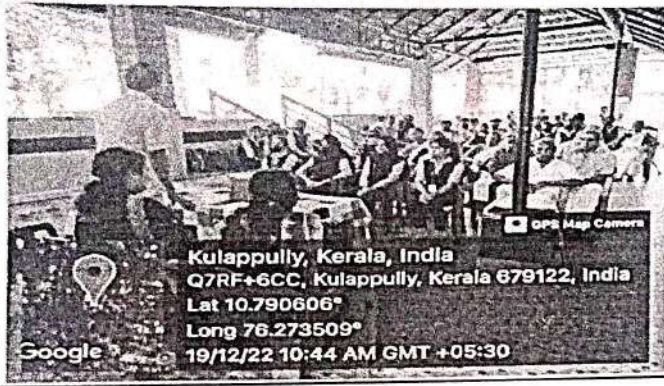 GPS Map Camera
Kulappully, Kerala, India
Q7RF+6CC, Kulappully, Kerala 679122, India
Lat 10.790606°
Long 76.273509°
19/12/22 10:44 AM GMT +05:30
Google